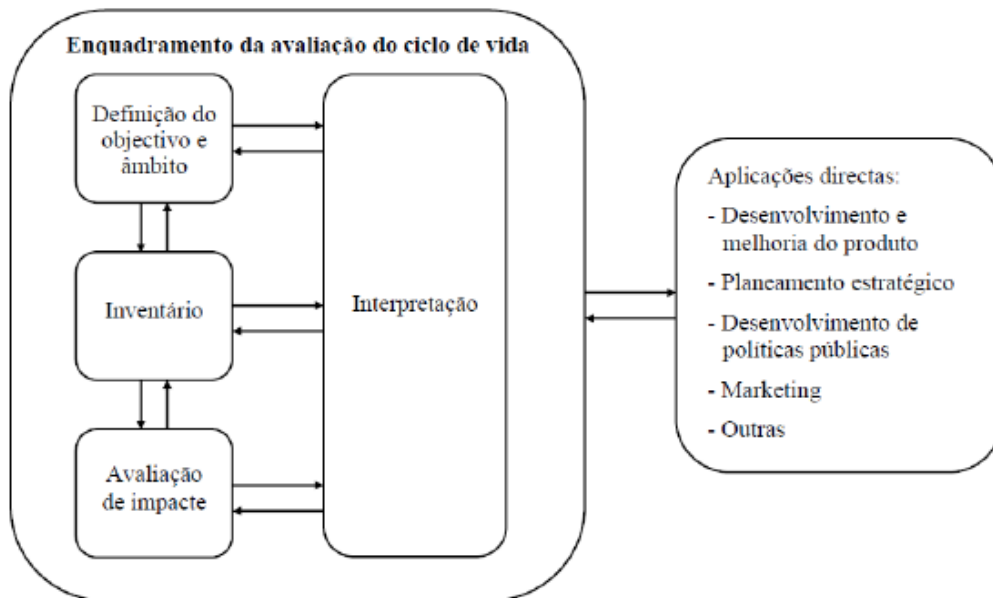 Enquadramento da avaliação do ciclo de vida
Definição do
objectivo e
âmbito
Inventário
Avaliação
de impacte
Interpretação
Aplicações directas:
- Desenvolvimento e
melhoria do produto
- Planeamento estratégico
- Desenvolvimento de
políticas públicas
- Marketing
- Outras